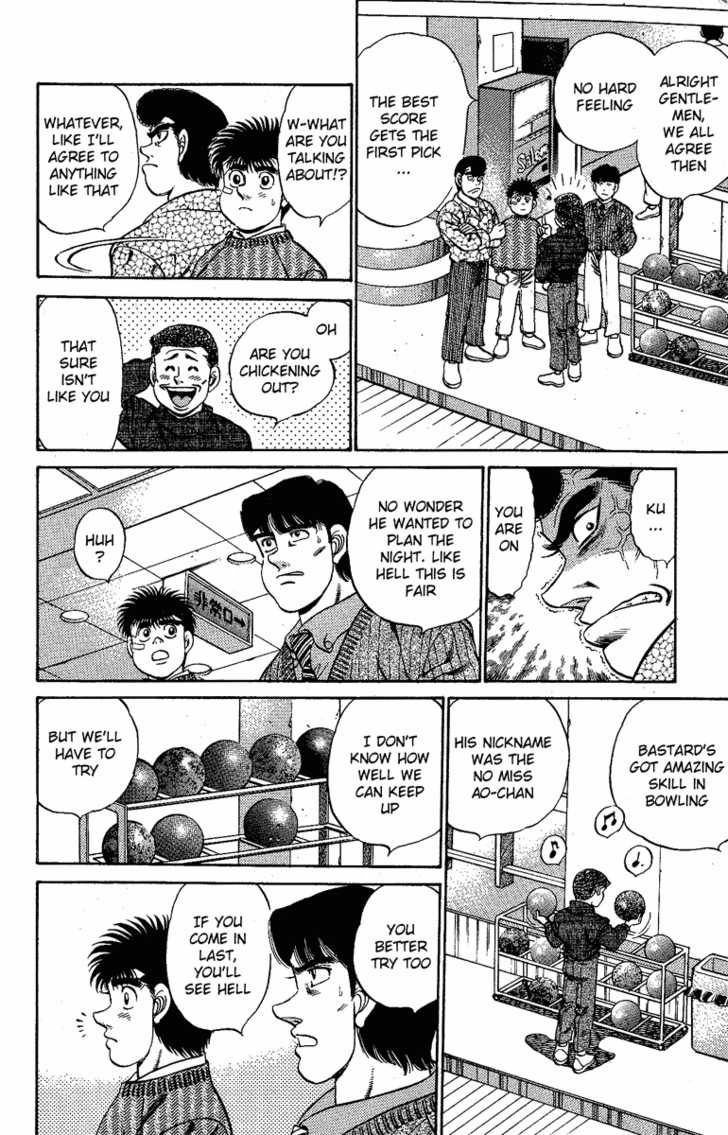 ALRIGHT
GENTLE-
MEN,
WE ALL
AGREE
THEN
NO HARD
FEELING
THE BEST
SCORE
GETS THE
FIRST PICK
...
W-WHAT
ARE YOU
TALKING
ABOUT!?
WHATEVER,
LIKE I'LL
AGREE TO
ANYTHING
LIKE THAT
OH
ARE YOU
CHICKENING
OUT?
THAT
SURE
ISN'T
LIKE YOU
KU
...
YOU
ARE
ON
NO WONDER
HE WANTED TO
PLAN THE
NIGHT. LIKE
HELL THIS IS
FAIR
HUH
?
非常口→
BASTARD'S
GOT AMAZING
SKILL IN
BOWLING
HIS NICKNAME
WAS THE
NO MISS
AO-CHAN
I DON'T
KNOW HOW
WELL WE
CAN KEEP
UP
BUT WE'LL
HAVE TO
TRY
YOU
BETTER
TRY TOO
IF YOU
COME IN
LAST,
YOU'LL
SEE HELL